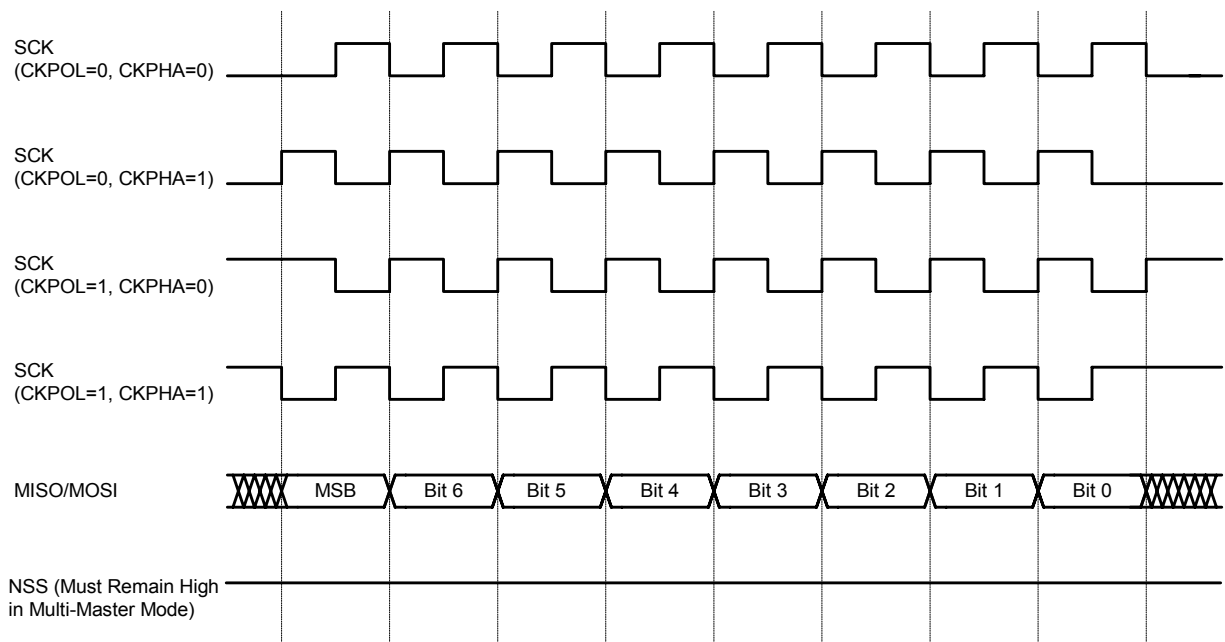 SCK
(CKPOL=0, CKPHA=0)
SCK
(CKPOL=0, CKPHA=1)
SCK
(CKPOL=1, CKPHA=0)
SCK
(CKPOL=1, CKPHA=1)
MISO/MOSI MSB Bit 6 Bit 5 Bit 4 Bit 3 Bit 2 Bit 1 Bit 0
NSS (Must Remain High
in Multi-Master Mode)